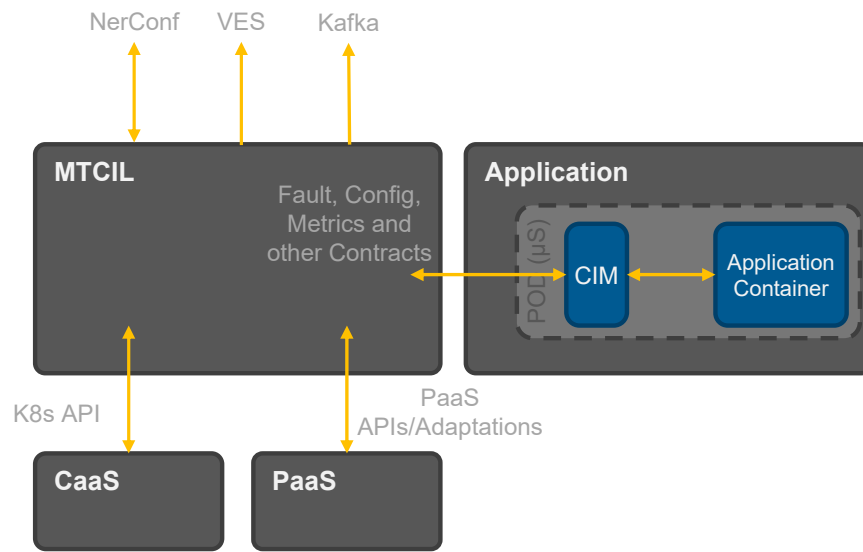 NerConf
VES
Kafka
MTCIL
Fault, Config,
Metrics and
other Contracts
Application
POD (µS)
CIM
Application
Container
K8s API
PaaS
APIs/Adaptations
CaaS
PaaS